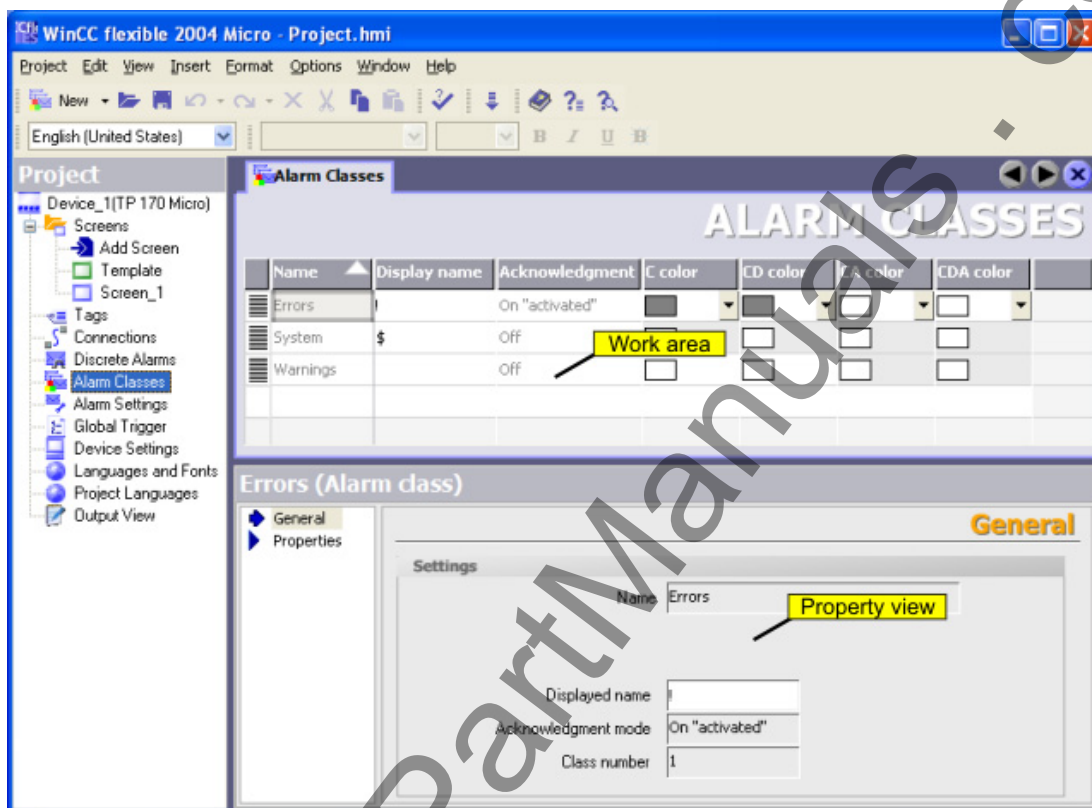 WinCC flexible 2004 Micro - Project.hmi
Project Edit View Insert Format Options Window Help
New
English (United States)
B I U B
Project
Device_1(TP 170 Micro)
Screens
Add Screen
Template
Screen_1
Tags
Connections
Discrete Alarms
Alarm Classes
Alarm Settings
Global Trigger
Device Settings
Languages and Fonts
Project Languages
Output View
Alarm Classes
ALARM CLASSES
Name Display name Acknowledgment C color CD color CA color CDA color
Errors ! On "activated"
System $ Off
Warnings Off
Work area
Errors (Alarm class)
General
Properties
General
Settings
Name Errors
Property view
Displayed name !
Acknowledgment mode On "activated"
Class number 1
PartManuals . c